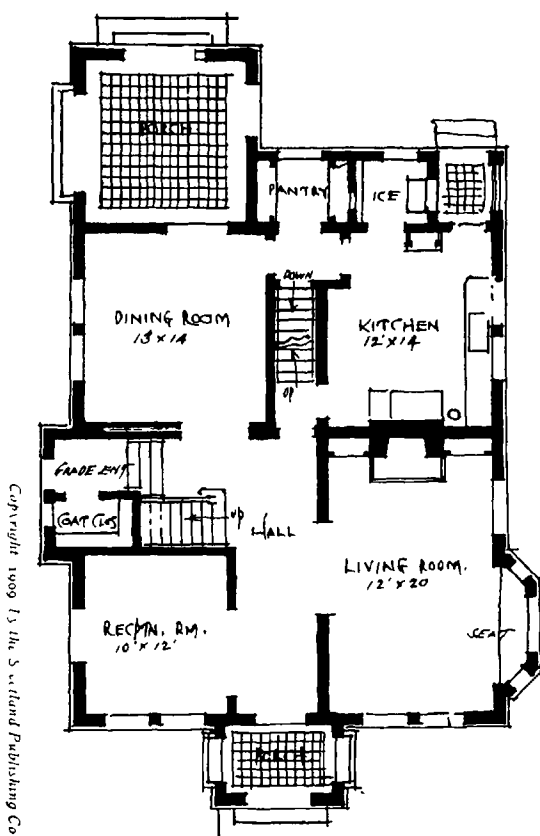 PORCH
PANTRY
ICE
DOWN
DINING ROOM
13' x 14'
KITCHEN
12' x 14'
UP
GRADE ENT
COAT CLOS
UP
HALL
LIVING ROOM.
12' x 20'
RECPTN. RM.
10' x 12'
SEAT
PORCH
Copyright 1909 by the Publishing Co